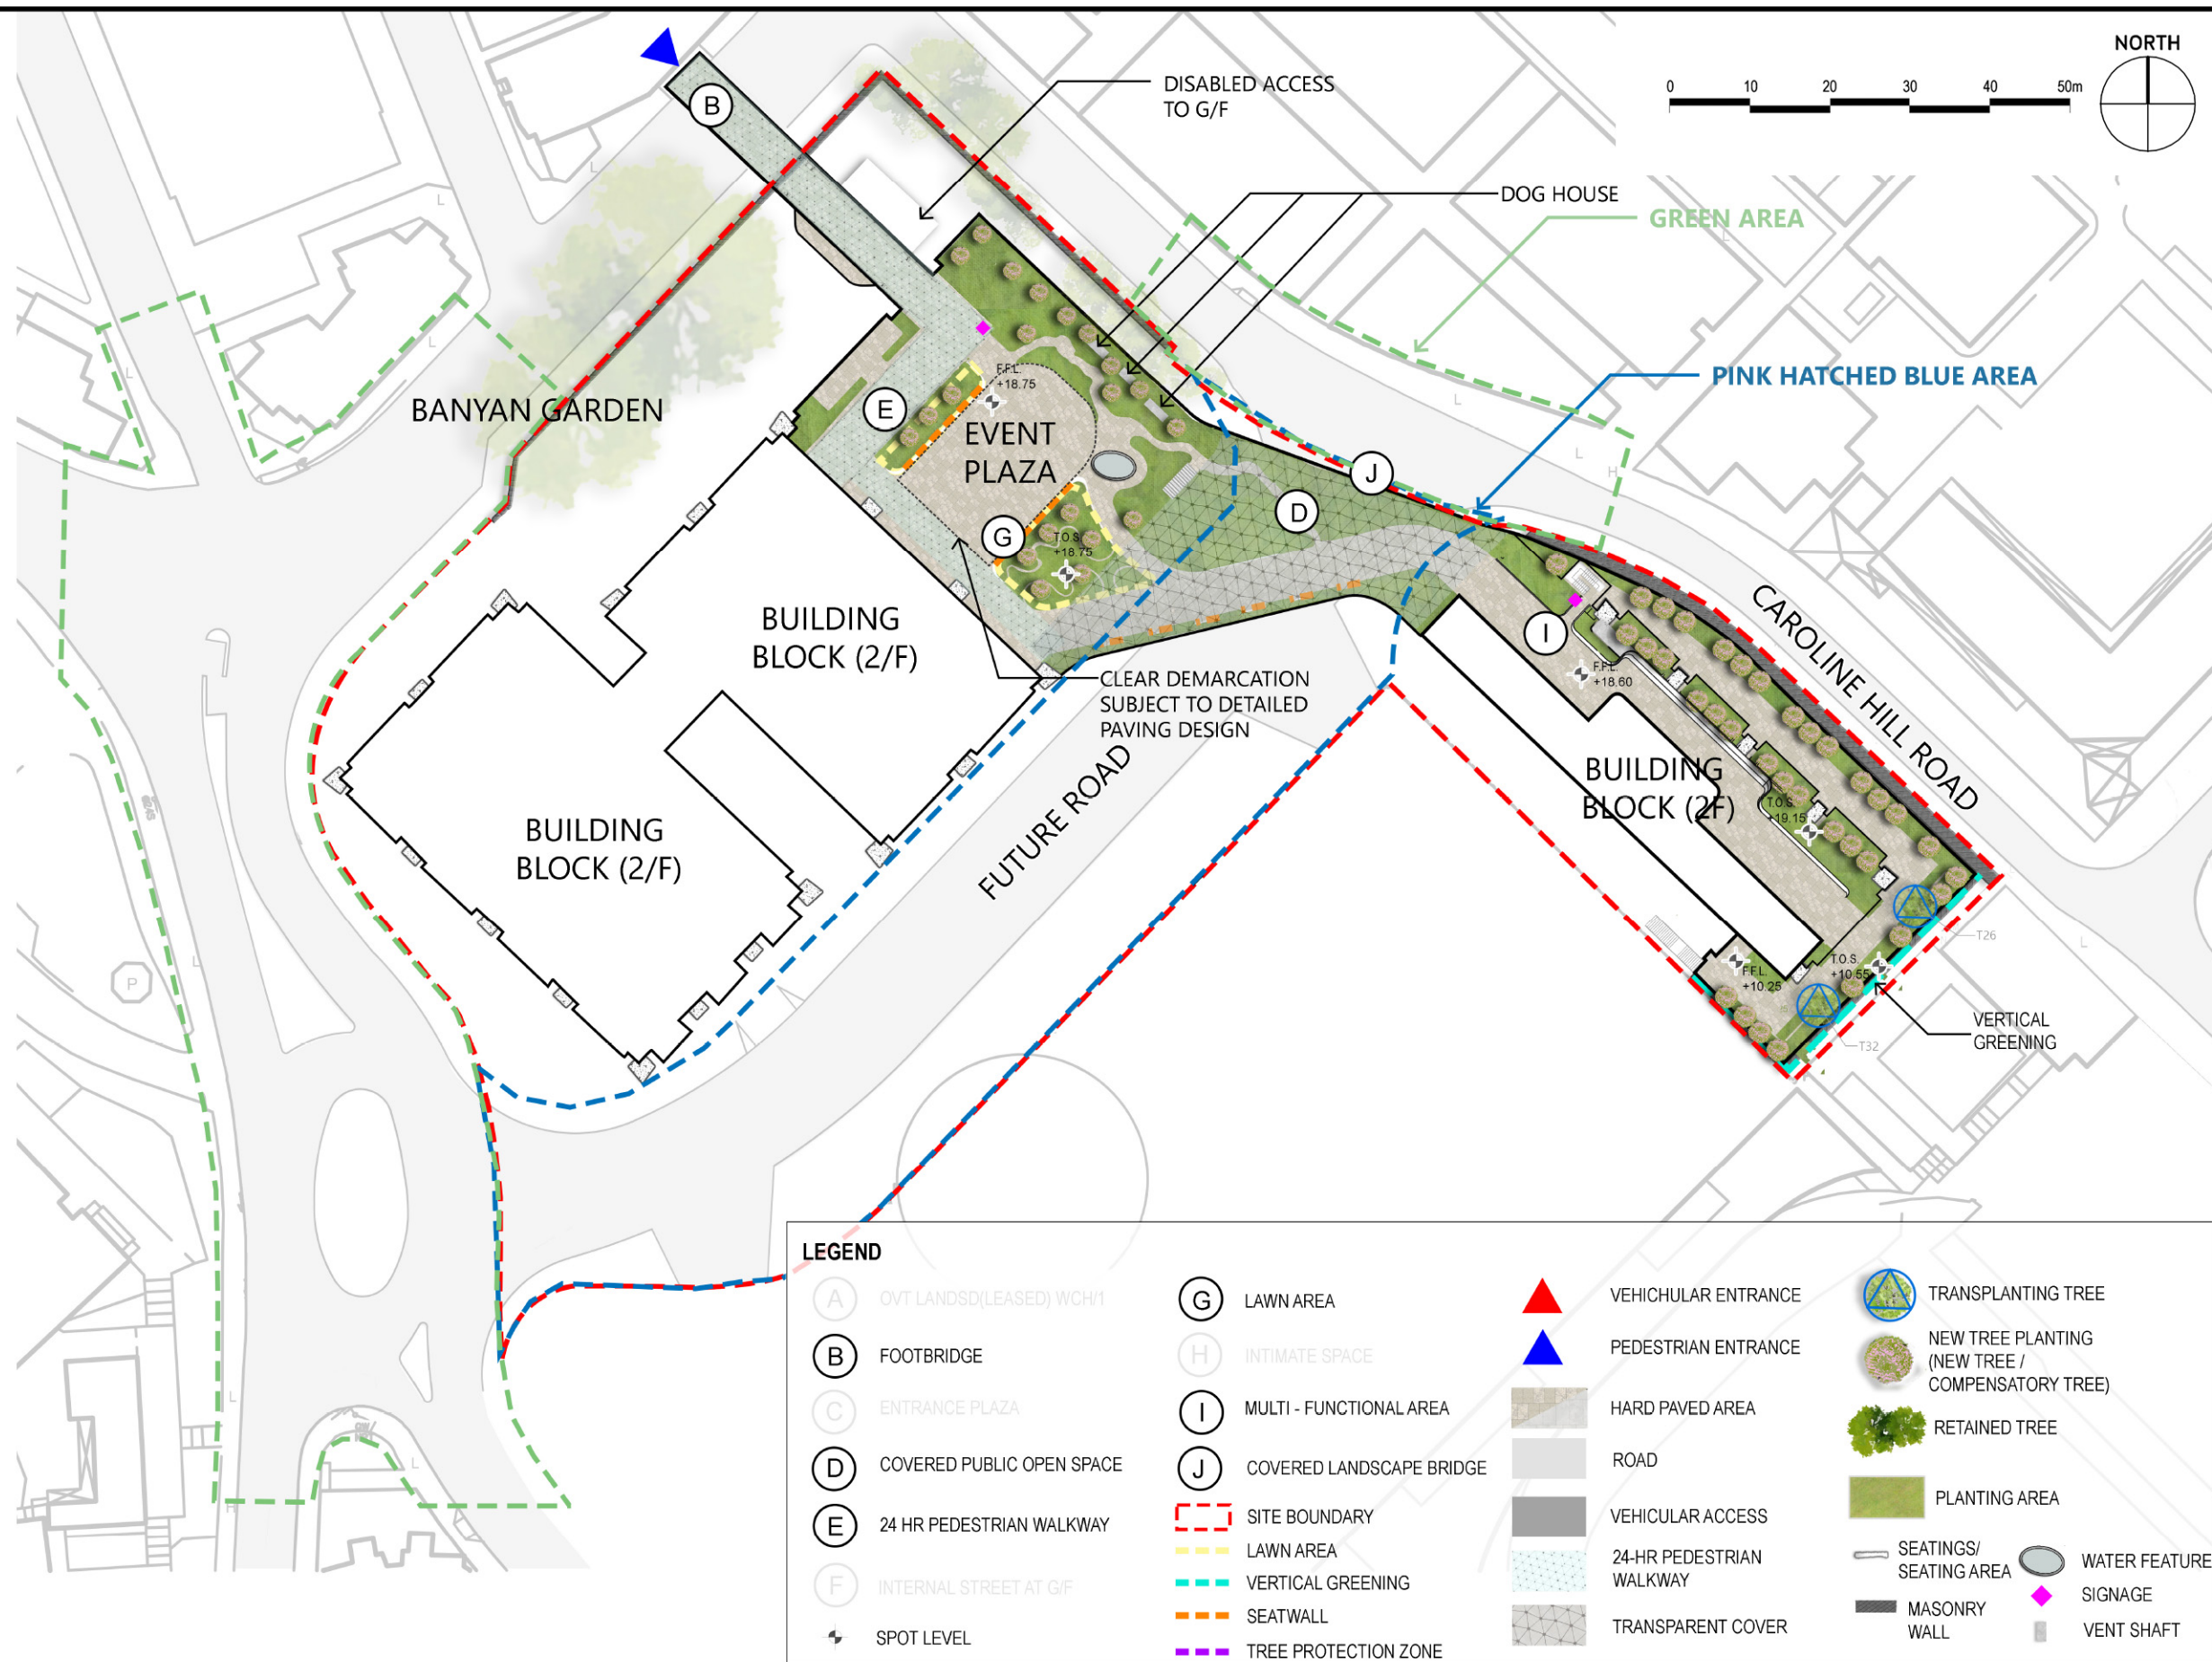 NORTH
0 10 20 30 40 50m
B
DISABLED ACCESS
TO G/F
DOG HOUSE
GREEN AREA
PINK HATCHED BLUE AREA
BANYAN GARDEN
E
F.F.L.
+18.75
EVENT
PLAZA
J
D
G
T.O.S.
+18.75
BUILDING
BLOCK (2/F)
CLEAR DEMARCATION
SUBJECT TO DETAILED
PAVING DESIGN
I
F.F.L.
+18.60
CAROLINE HILL ROAD
BUILDING
BLOCK (2F)
T.O.S.
+19.15
BUILDING
BLOCK (2/F)
FUTURE ROAD
T26
F.F.L.
+10.25
T.O.S.
+10.55
T32
VERTICAL
GREENING
P
L
L
L
L
L
L
L
L
L
L
L
L
H
H
LEGEND
A OVT LANDSD(LEASED) WCH/1
B FOOTBRIDGE
C ENTRANCE PLAZA
D COVERED PUBLIC OPEN SPACE
E 24 HR PEDESTRIAN WALKWAY
F INTERNAL STREET AT G/F
SPOT LEVEL
G LAWN AREA
H INTIMATE SPACE
I MULTI - FUNCTIONAL AREA
J COVERED LANDSCAPE BRIDGE
SITE BOUNDARY
LAWN AREA
VERTICAL GREENING
SEATWALL
TREE PROTECTION ZONE
VEHICHULAR ENTRANCE
PEDESTRIAN ENTRANCE
HARD PAVED AREA
ROAD
VEHICULAR ACCESS
24-HR PEDESTRIAN
WALKWAY
TRANSPARENT COVER
TRANSPLANTING TREE
NEW TREE PLANTING
(NEW TREE /
COMPENSATORY TREE)
RETAINED TREE
PLANTING AREA
SEATINGS/
SEATING AREA
WATER FEATURE
SIGNAGE
MASONRY
WALL
VENT SHAFT